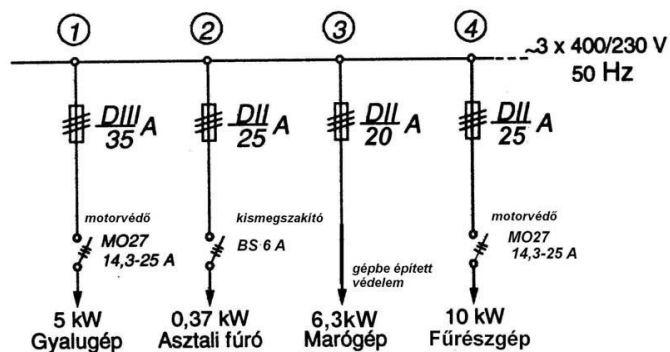 1
2
3
4
~3 x 400/230 V
50 Hz
DIII
35 A
DII
25 A
DII
20 A
DII
25 A
motorvédő
MO27
14,3-25 A
kismegszakító
BS 6 A
gépbe épített
védelem
motorvédő
MO27
14,3-25 A
5 kW
Gyalugép
0,37 kW
Asztali fúró
6,3kW
Marógép
10 kW
Fűrészgép